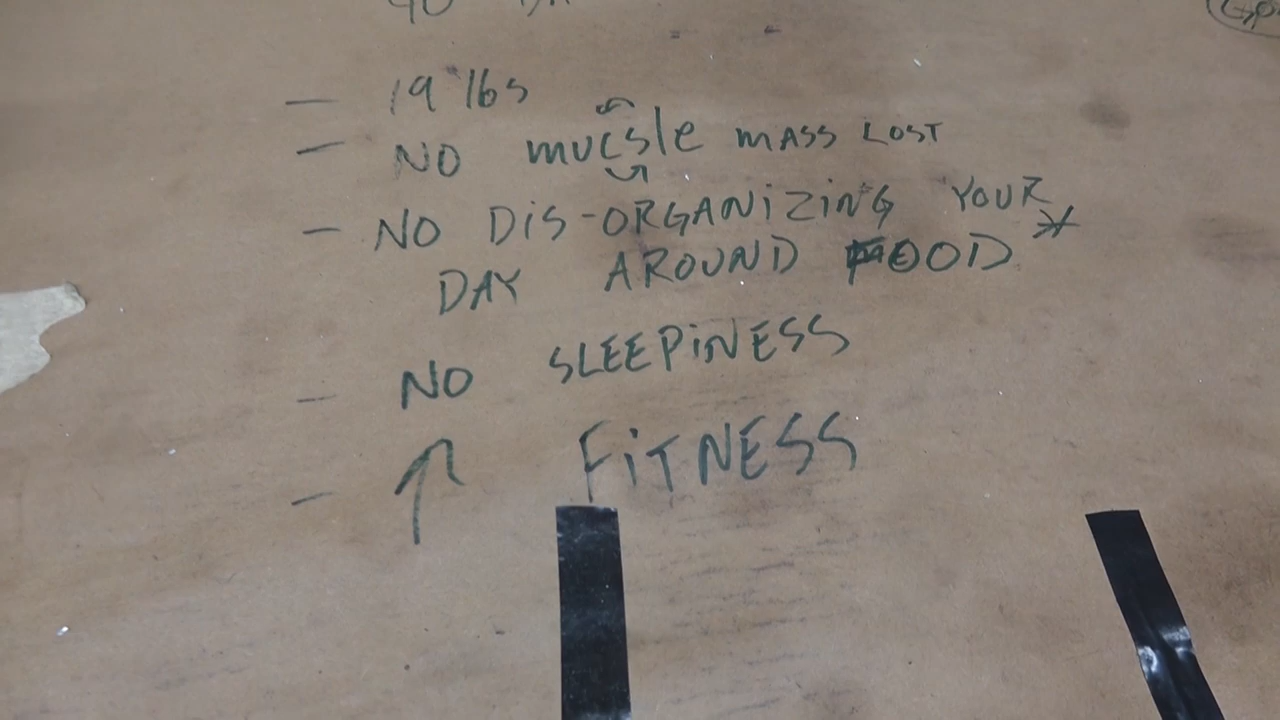 - 19 lbs
- NO mucsle MASS LOST
- NO DiS-ORGANiZiNG YOUR
DAY AROUND FOOD *
- NO SLEEPiNESS
- ↑ FiTNESS